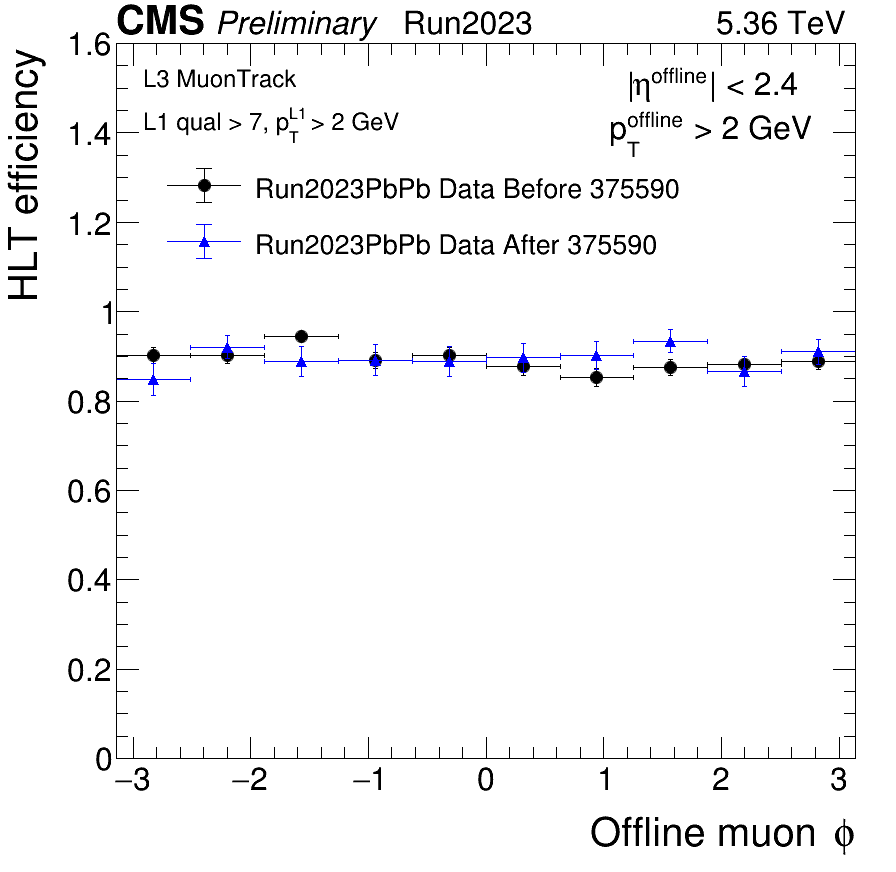 CMS Preliminary Run2023 5.36 TeV
L3 MuonTrack
|η^offline| < 2.4
L1 qual > 7, p_T^L1 > 2 GeV
p_T^offline > 2 GeV
Run2023PbPb Data Before 375590
Run2023PbPb Data After 375590
HLT efficiency
1.6
1.4
1.2
1
0.8
0.6
0.4
0.2
0
−3 −2 −1 0 1 2 3
Offline muon ϕ